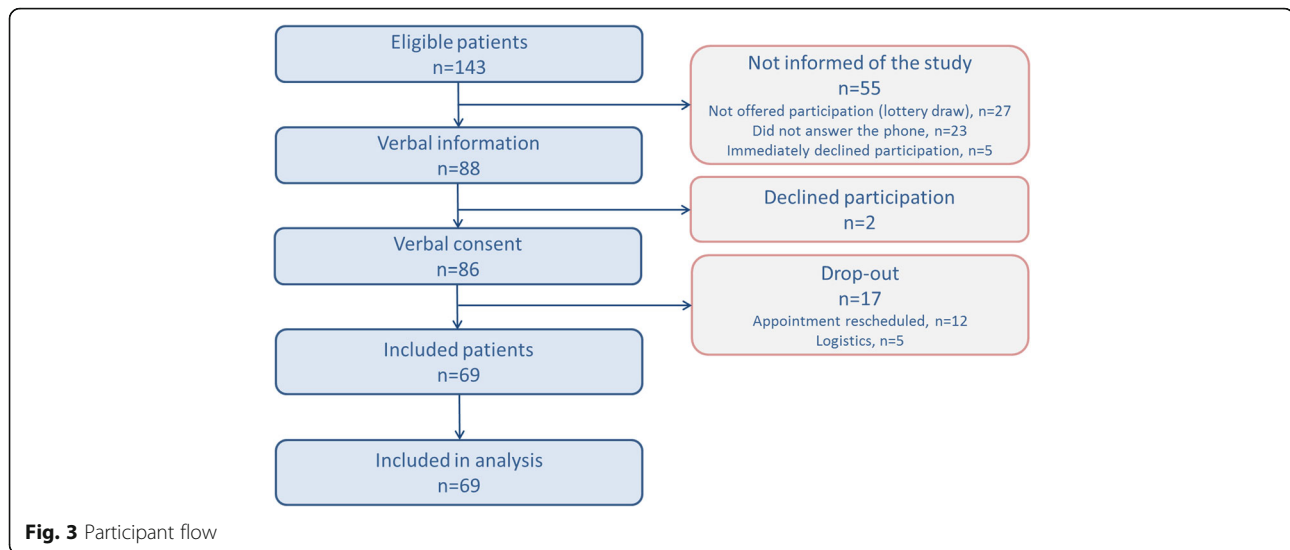 Eligible patients
n=143
Not informed of the study
n=55
Not offered participation (lottery draw), n=27
Did not answer the phone, n=23
Immediately declined participation, n=5
Verbal information
n=88
Declined participation
n=2
Verbal consent
n=86
Drop-out
n=17
Appointment rescheduled, n=12
Logistics, n=5
Included patients
n=69
Included in analysis
n=69
Fig. 3 Participant flow